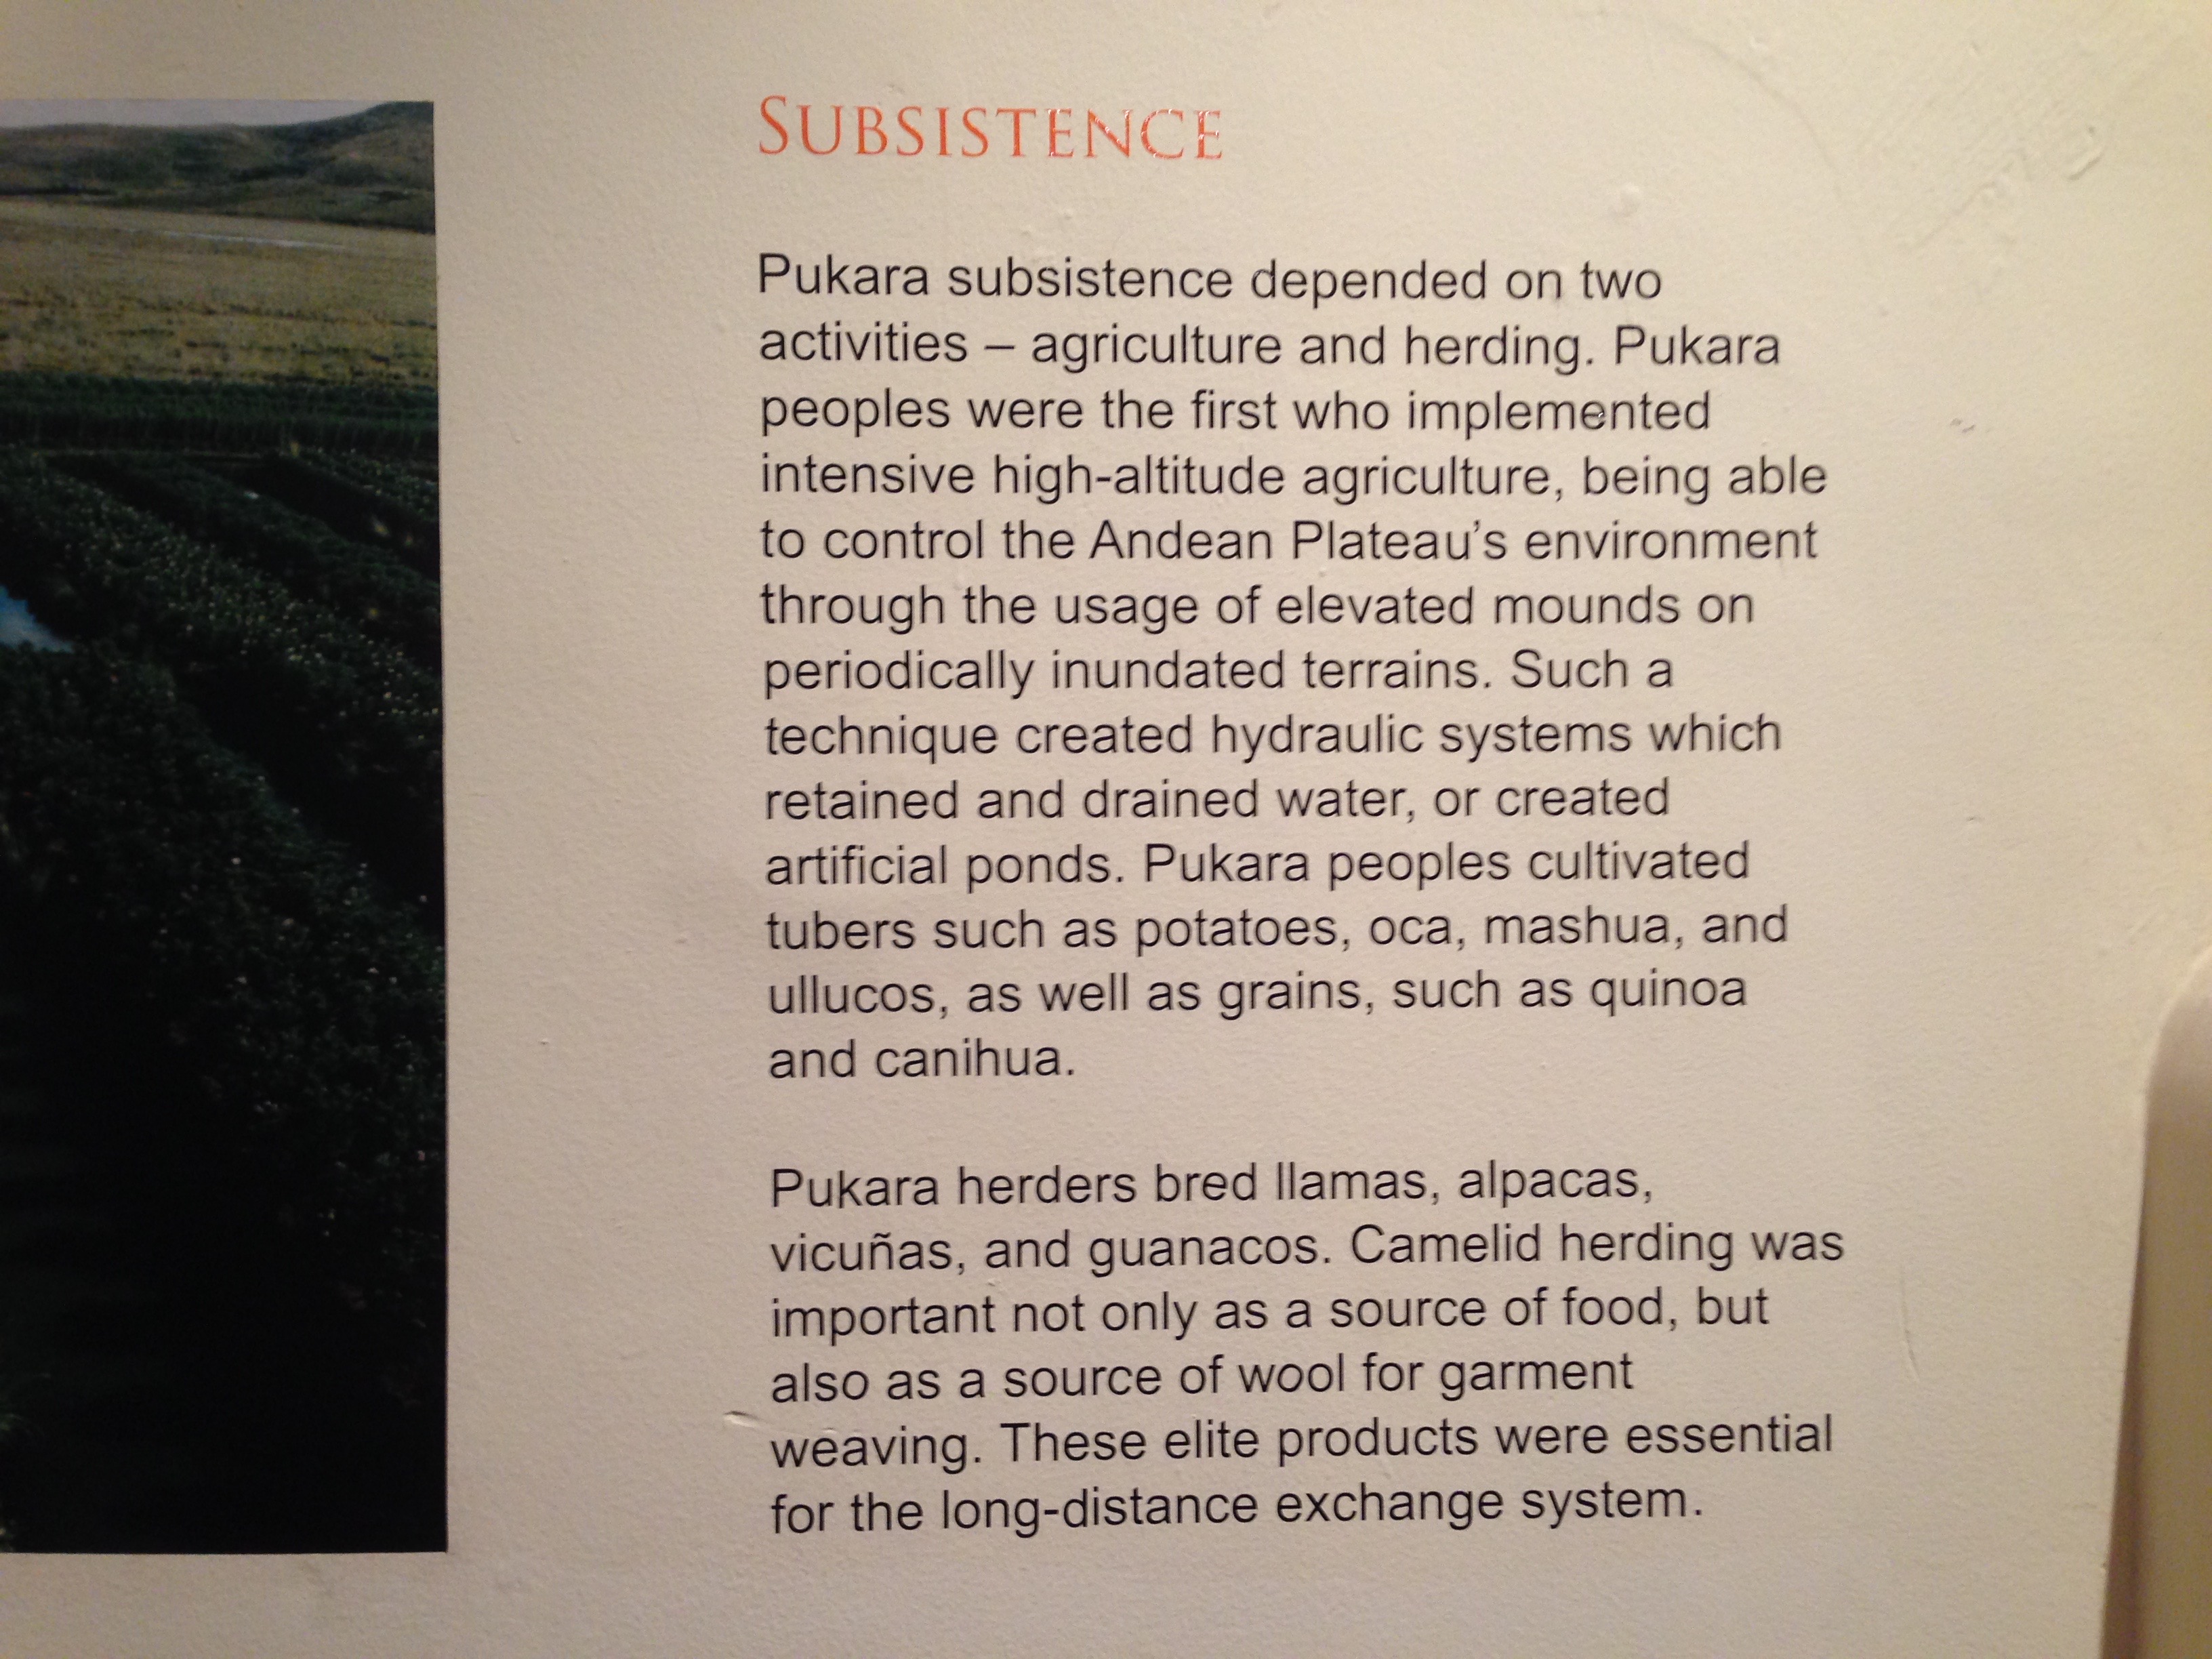 SUBSISTENCE
Pukara subsistence depended on two
activities – agriculture and herding. Pukara
peoples were the first who implemented
intensive high-altitude agriculture, being able
to control the Andean Plateau’s environment
through the usage of elevated mounds on
periodically inundated terrains. Such a
technique created hydraulic systems which
retained and drained water, or created
artificial ponds. Pukara peoples cultivated
tubers such as potatoes, oca, mashua, and
ullucos, as well as grains, such as quinoa
and canihua.
Pukara herders bred llamas, alpacas,
vicuñas, and guanacos. Camelid herding was
important not only as a source of food, but
also as a source of wool for garment
weaving. These elite products were essential
for the long-distance exchange system.